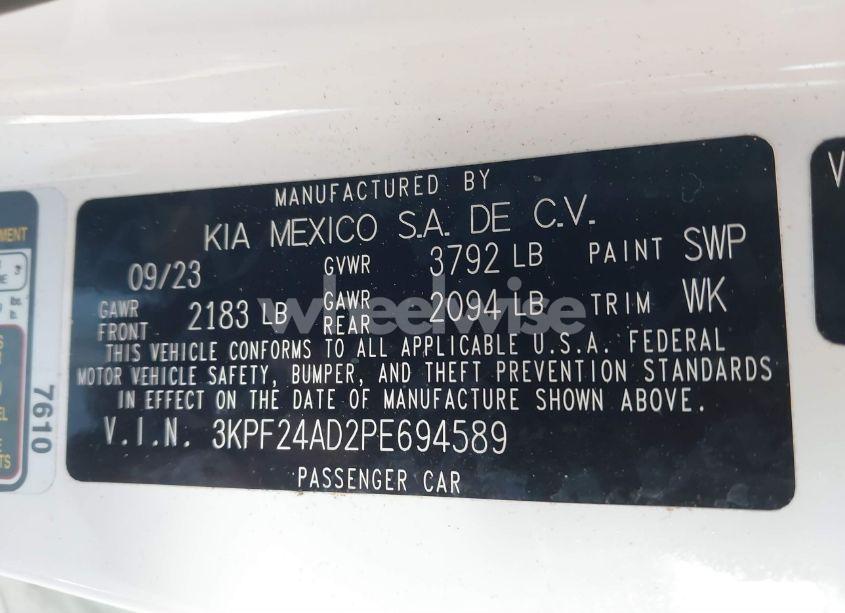 MANUFACTURED BY
KIA MEXICO S.A. DE C.V.
09/23 GVWR 3792 LB PAINT SWP
GAWR FRONT 2183 LB GAWR REAR 2094 LB TRIM WK
THIS VEHICLE CONFORMS TO ALL APPLICABLE U.S.A. FEDERAL
MOTOR VEHICLE SAFETY, BUMPER, AND THEFT PREVENTION STANDARDS
IN EFFECT ON THE DATE OF MANUFACTURE SHOWN ABOVE.
V.I.N. 3KPF24AD2PE694589
PASSENGER CAR
7610
wheelwise